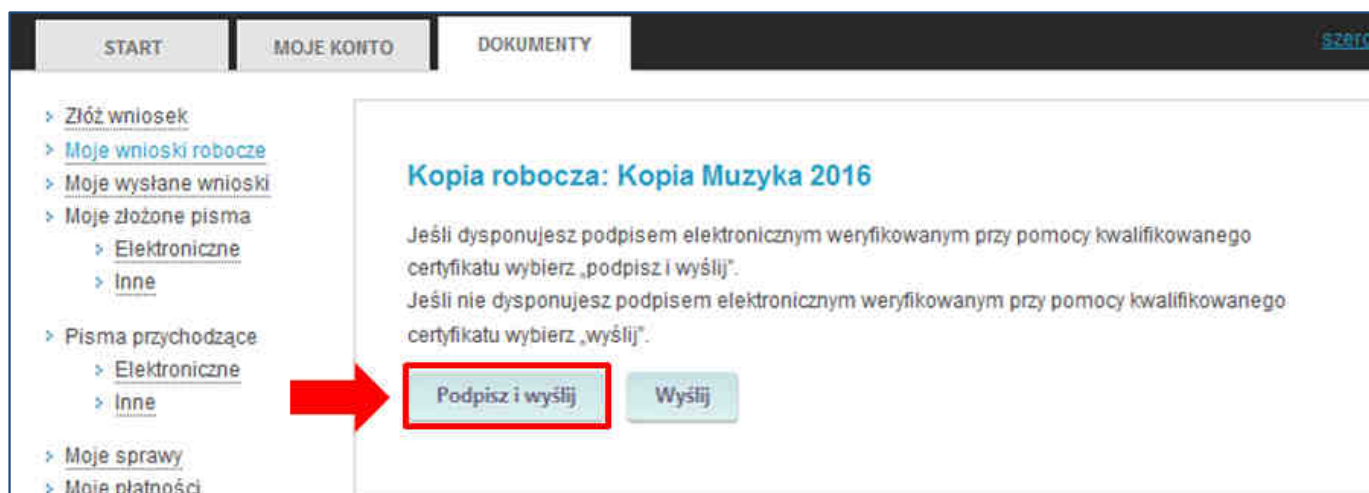 START
MOJE KONTO
DOKUMENTY
Złóż wniosek
Moje wnioski robocze
Moje wysłane wnioski
Moje złożone pisma
Elektroniczne
Inne
Pisma przychodzące
Elektroniczne
Inne
Moje sprawy
Moje płatności
Kopia robocza: Kopia Muzyka 2016
Jeśli dysponujesz podpisem elektronicznym weryfikowanym przy pomocy kwalifikowanego
certyfikatu wybierz „podpisz i wyślij”.
Jeśli nie dysponujesz podpisem elektronicznym weryfikowanym przy pomocy kwalifikowanego
certyfikatu wybierz „wyślij”.
Podpisz i wyślij
Wyślij